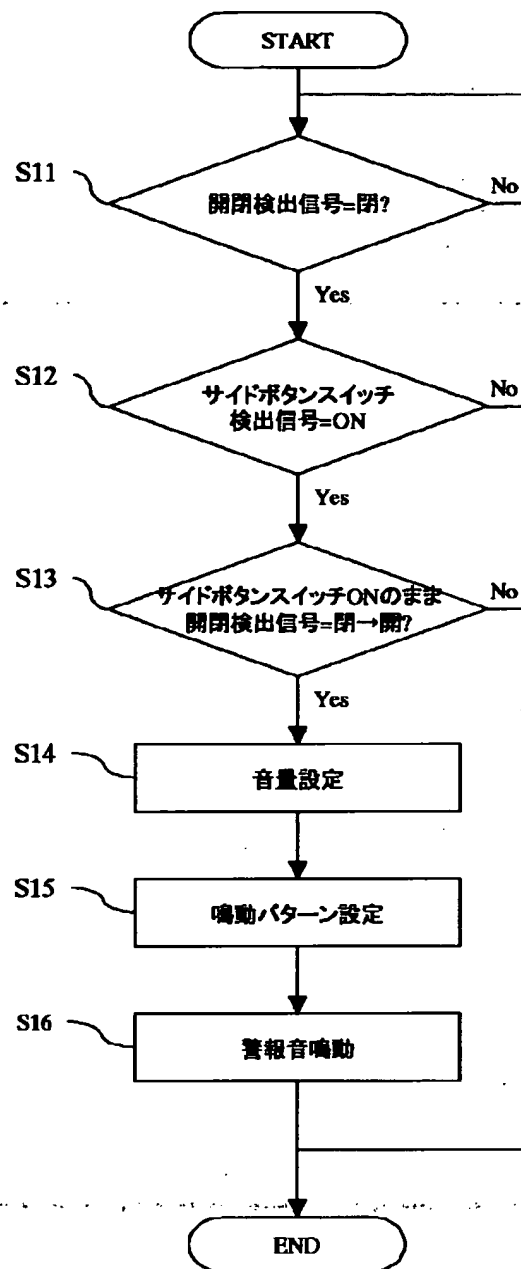 START
S11
開閉検出信号=閉?
No
Yes
S12
サイドボタンスイッチ
検出信号=ON
No
Yes
S13
サイドボタンスイッチONのまま
開閉検出信号=閉→開?
No
Yes
S14
音量設定
S15
鳴動パターン設定
S16
警報音鳴動
END